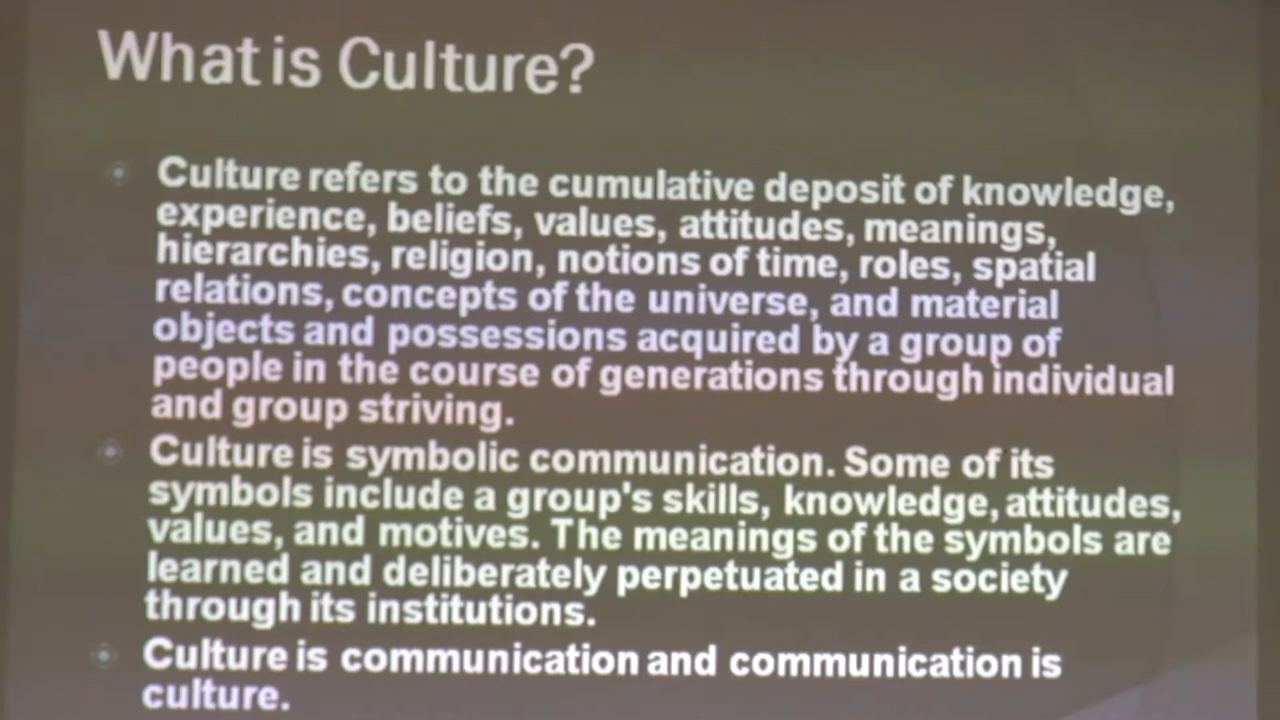 What is Culture?
Culture refers to the cumulative deposit of knowledge,
experience, beliefs, values, attitudes, meanings,
hierarchies, religion, notions of time, roles, spatial
relations, concepts of the universe, and material
objects and possessions acquired by a group of
people in the course of generations through individual
and group striving.
Culture is symbolic communication. Some of its
symbols include a group's skills, knowledge, attitudes,
values, and motives. The meanings of the symbols are
learned and deliberately perpetuated in a society
through its institutions.
Culture is communication and communication is
culture.